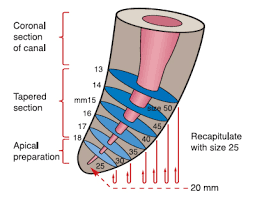 Coronal
section
of canal
Tapered
section
Apical
preparation
13
14
mm15
16
17
18
size 50
45
40
35
30
25
Recapitulate
with size 25
20 mm